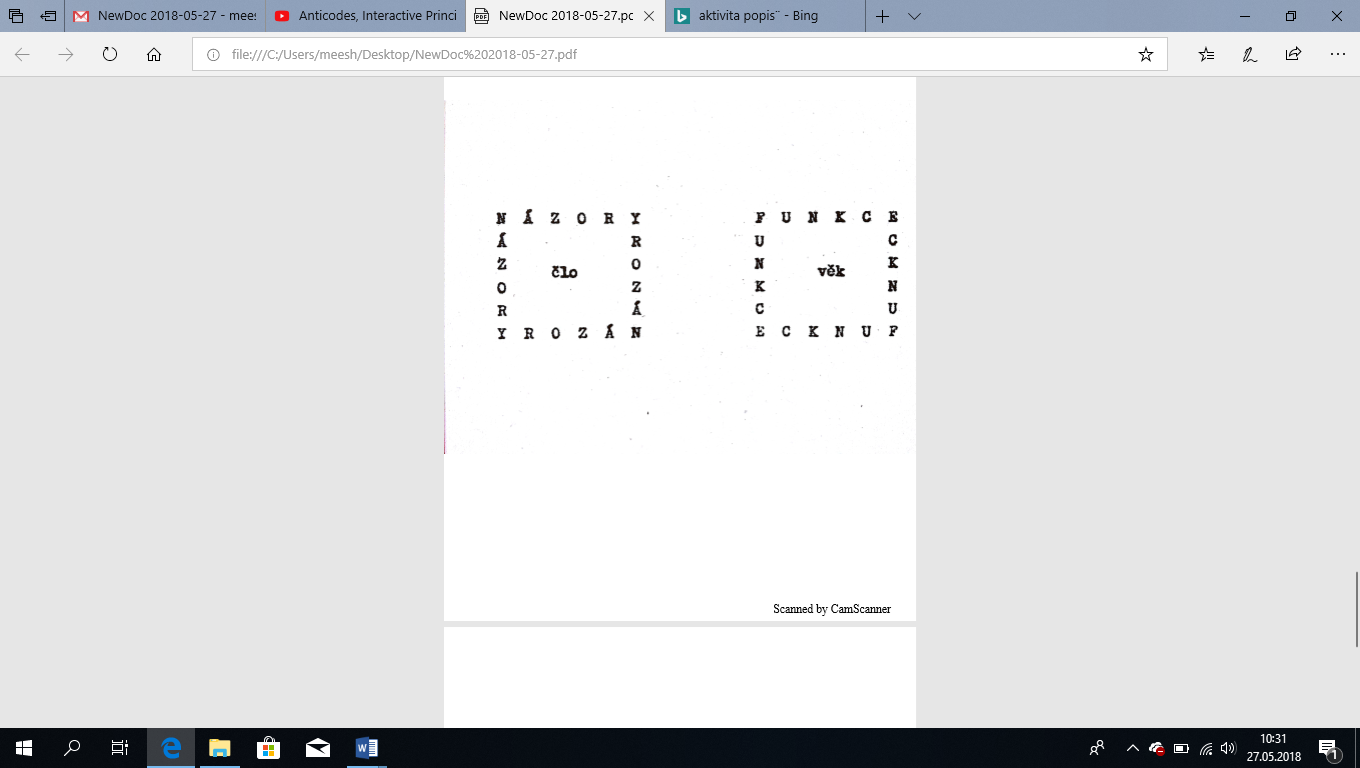 NewDoc 2018-05-27 - mees
Anticodes, Interactive Princi
NewDoc 2018-05-27.pc
aktivita popis¨ - Bing
file:///C:/Users/meesh/Desktop/NewDoc%202018-05-27.pdf
N Á Z O R Y
Á R
Z O
O Z
R Á
Y R O Z Á N
člo
F U N K C E
U C
N K
K N
C U
E C K N U F
věk
Scanned by CamScanner
10:31
27.05.2018
1